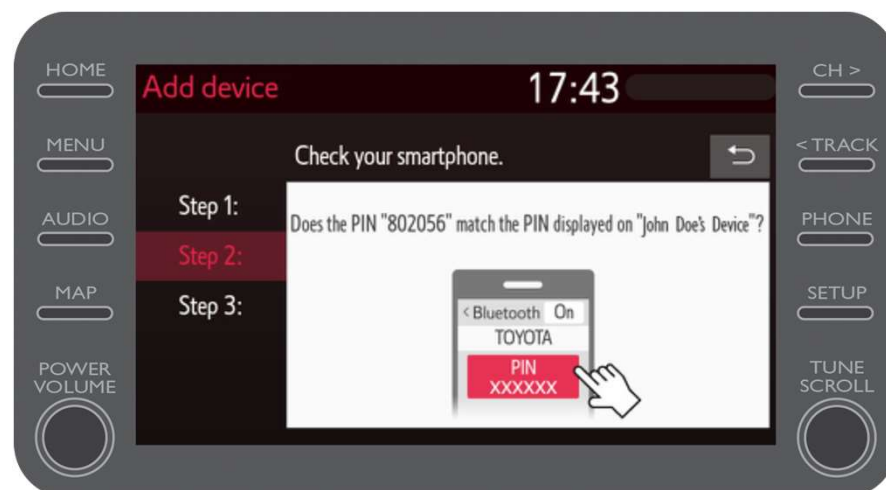 HOME
MENU
AUDIO
MAP
POWER
VOLUME
Add device
17:43
Check your smartphone.
Step 1:
Step 2:
Step 3:
Does the PIN "802056" match the PIN displayed on "John Doe's Device"?
< Bluetooth On
TOYOTA
PIN
XXXXXX
CH >
< TRACK
PHONE
SETUP
TUNE
SCROLL